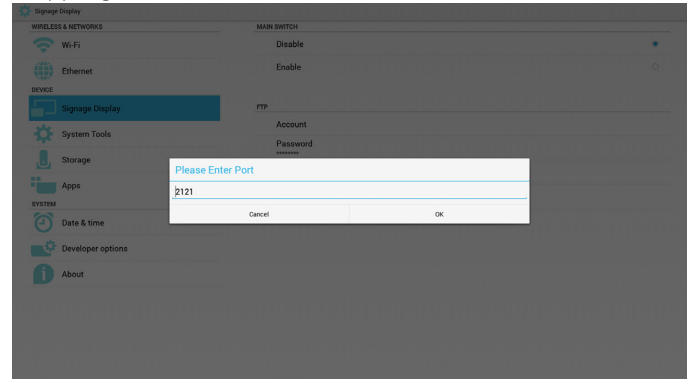 Signage Display
WIRELESS & NETWORKS
Wi-Fi
Ethernet
DEVICE
Signage Display
System Tools
Storage
Apps
SYSTEM
Date & time
Developer options
About
MAIN SWITCH
Disable
Enable
FTP
Account
Password
********
Please Enter Port
2121
Cancel
OK